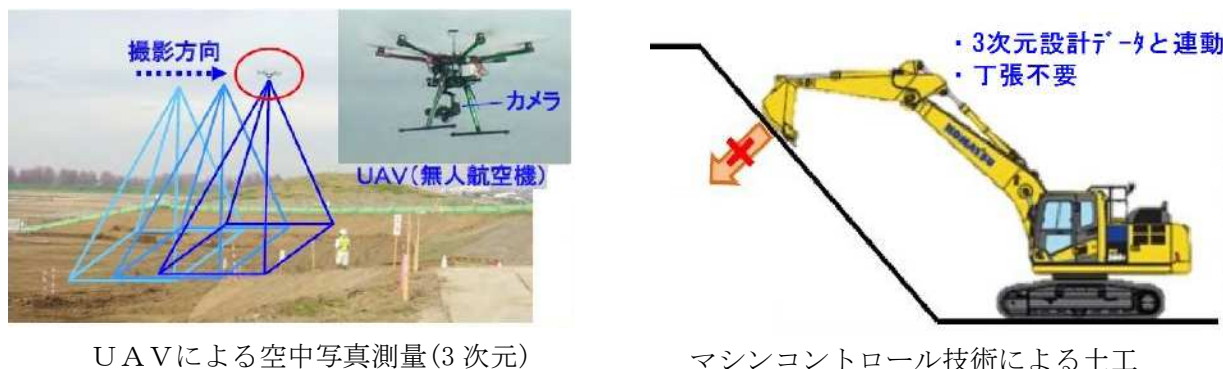 撮影方向
カメラ
UAV(無人航空機)
UAVによる空中写真測量(3次元)
・3次元設計データと連動
・丁張不要
KOMATSU
マシンコントロール技術による土工